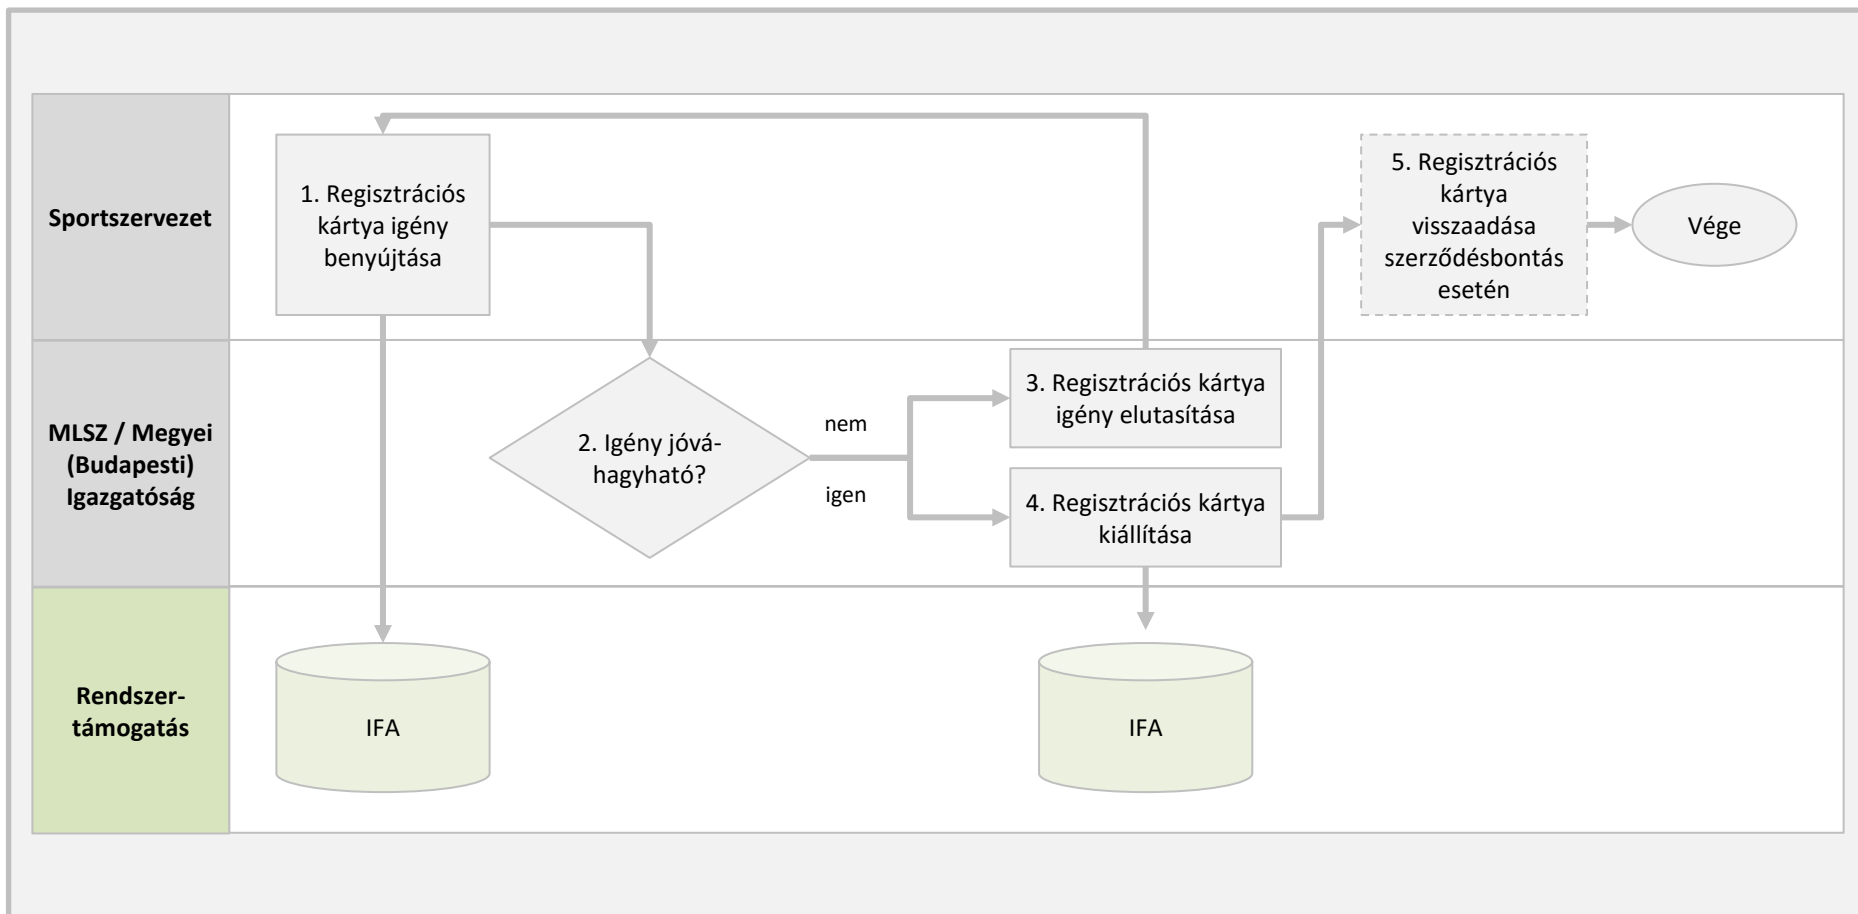 Sportszervezet
1. Regisztrációs
kártya igény
benyújtása
5. Regisztrációs
kártya
visszaadása
szerződésbontás
esetén
Vége
MLSZ / Megyei
(Budapesti)
Igazgatóság
2. Igény jóvá-
hagyható?
nem
igen
3. Regisztrációs kártya
igény elutasítása
4. Regisztrációs kártya
kiállítása
Rendszer-
támogatás
IFA
IFA